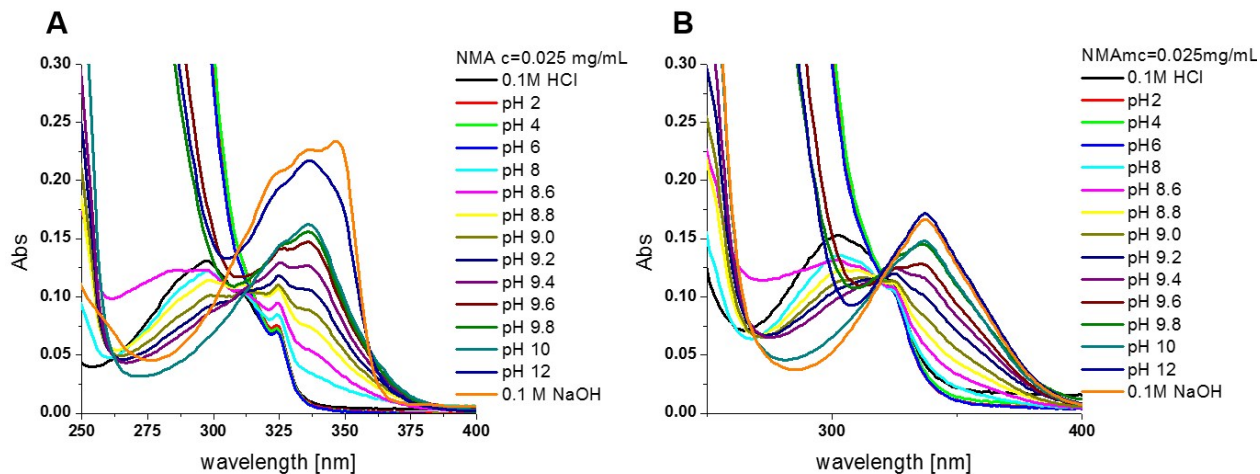 A
NMA c=0.025 mg/mL
0.1M HCl
pH 2
pH 4
pH 6
pH 8
pH 8.6
pH 8.8
pH 9.0
pH 9.2
pH 9.4
pH 9.6
pH 9.8
pH 10
pH 12
0.1 M NaOH
Abs
0.30
0.25
0.20
0.15
0.10
0.05
0.00
250
275
300
325
350
375
400
wavelength [nm]
B
NMAmc=0.025mg/mL
0.1M HCl
pH2
pH4
pH6
pH8
pH 8.6
pH 8.8
pH 9.0
pH 9.2
pH 9.4
pH 9.6
pH 9.8
pH 10
pH 12
0.1M NaOH
Abs
0.30
0.25
0.20
0.15
0.10
0.05
0.00
300
400
wavelength [nm]